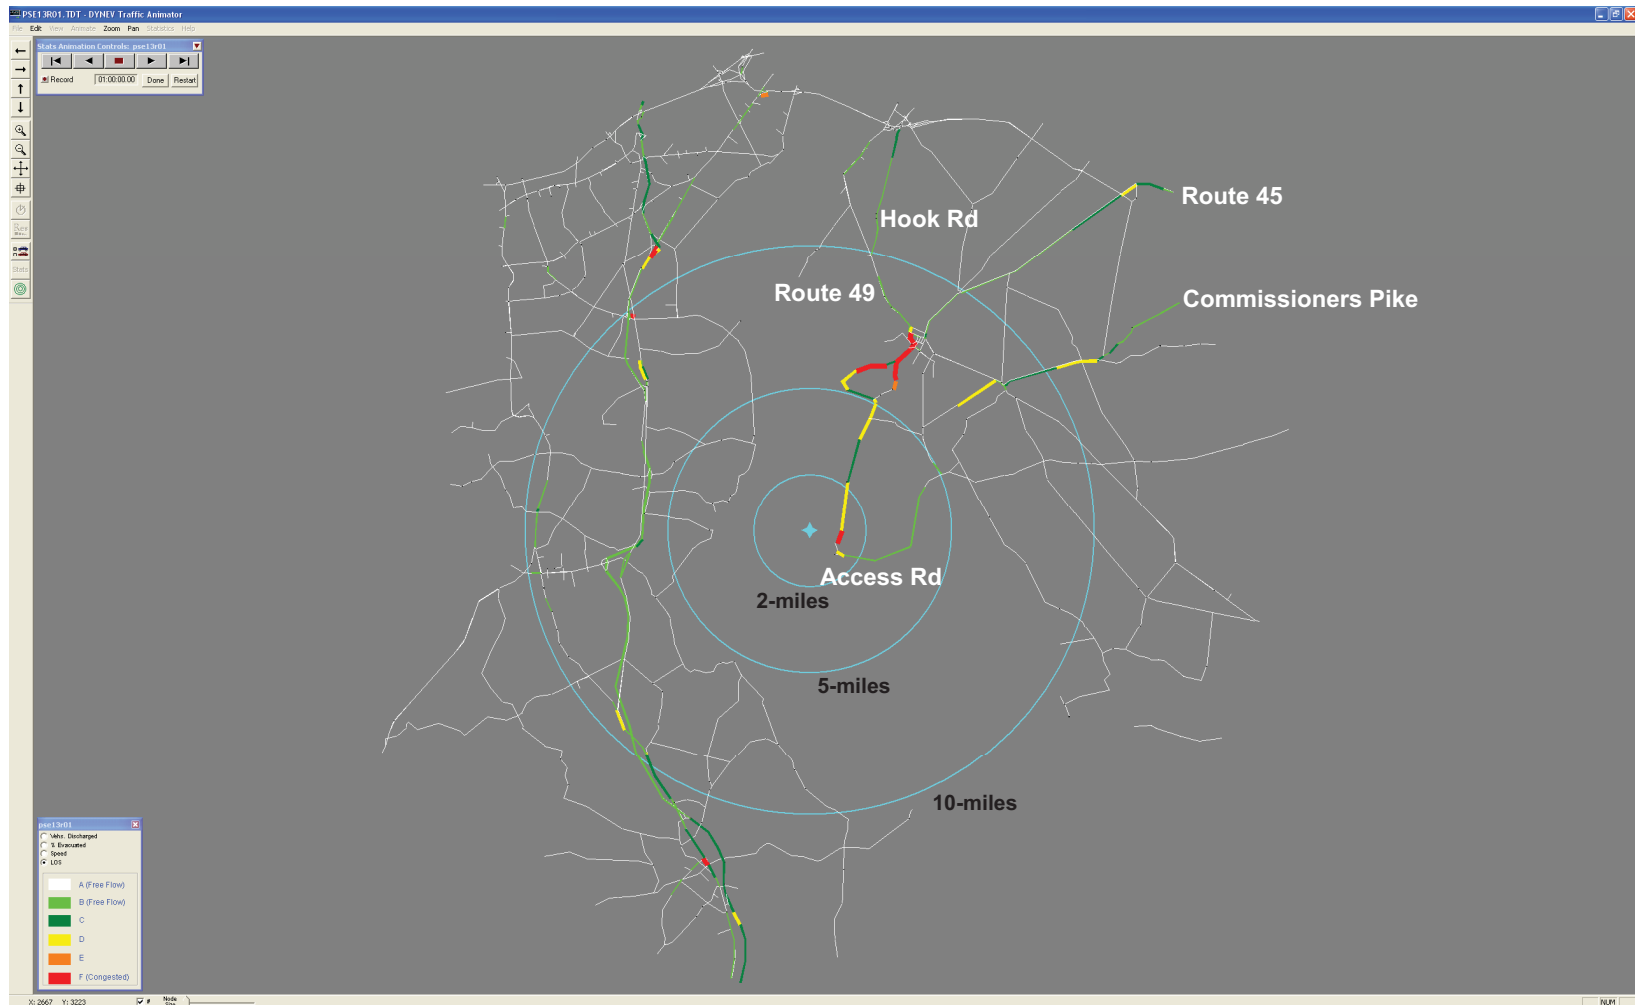 PSE13R01.TDT - DYNEV Traffic Animator
File Edit View Animate Zoom Pan Statistics Help
Stats Animation Controls: pse13r01
Record 01:00:00.00 Done Restart
Stats
Route 45
Hook Rd
Route 49
Commissioners Pike
Access Rd
2-miles
5-miles
10-miles
pse13r01
Vehs. Discharged
% Evacuated
Speed
LOS
A (Free Flow)
B (Free Flow)
C
D
E
F (Congested)
X: 2667 Y: 3223 # Node Size NUM